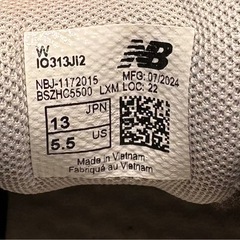 W
IO313JI2
NB
NBJ-1172015 MFG: 07/2024
BSZHC5500 LXM LOC: 22
13 JPN
5.5 US
Made in Vietnam
Fabriqué au Vietnam